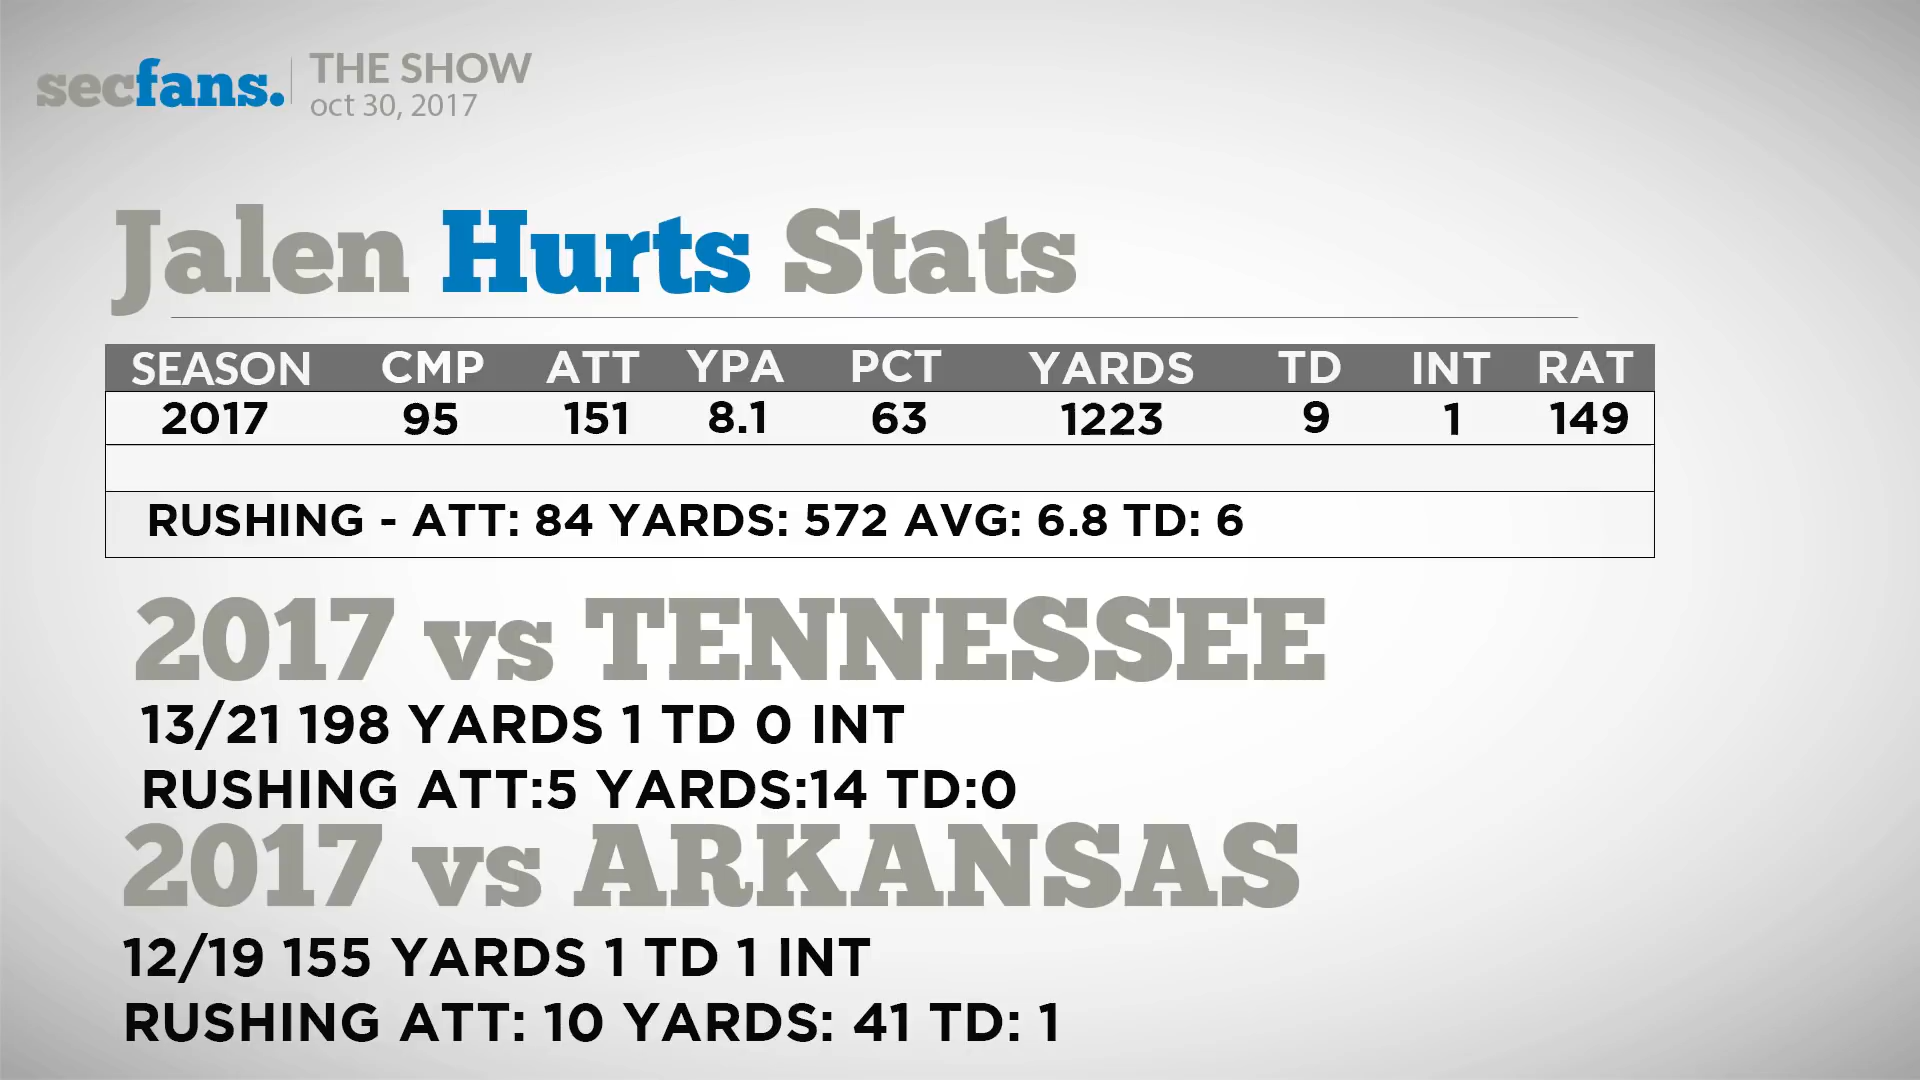 secfans.
THE SHOW
oct 30, 2017
Jalen Hurts Stats
SEASON CMP ATT YPA PCT YARDS TD INT RAT
2017 95 151 8.1 63 1223 9 1 149
RUSHING - ATT: 84 YARDS: 572 AVG: 6.8 TD: 6
2017 vs TENNESSEE
13/21 198 YARDS 1 TD 0 INT
RUSHING ATT:5 YARDS:14 TD:0
2017 vs ARKANSAS
12/19 155 YARDS 1 TD 1 INT
RUSHING ATT: 10 YARDS: 41 TD: 1